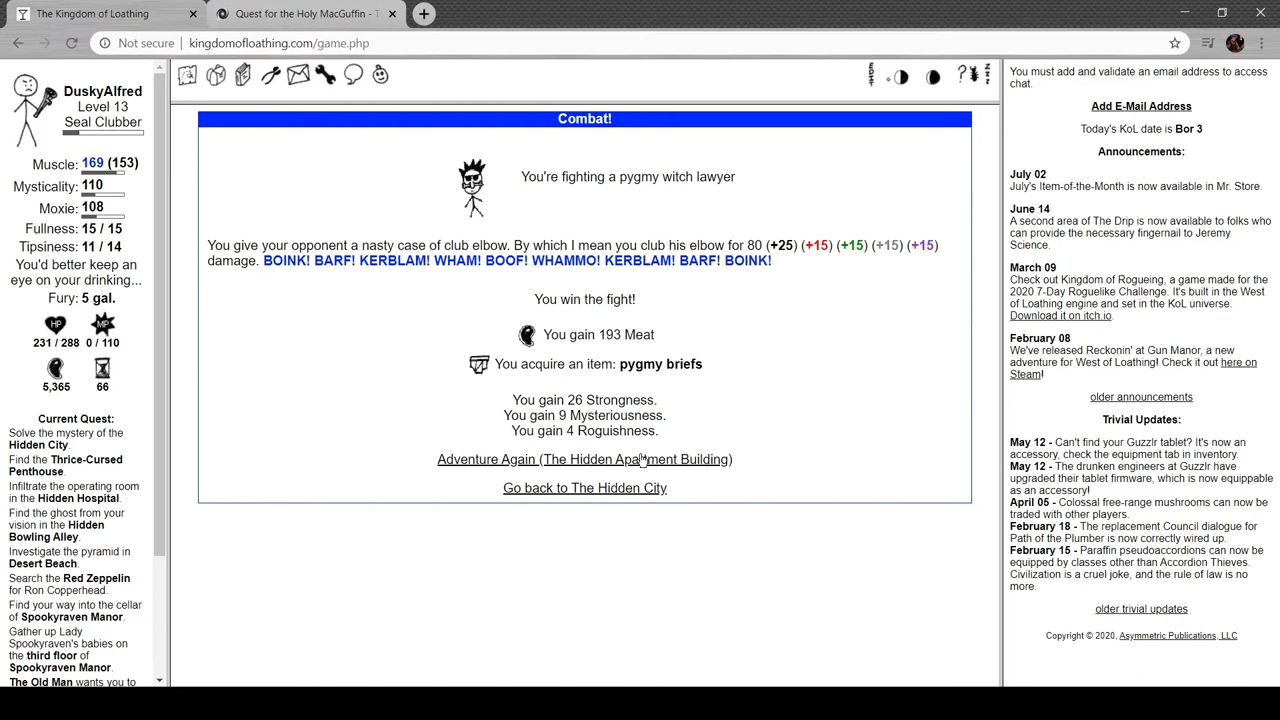 The Kingdom of Loathing
Quest for the Holy MacGuffin - T
Not secure | kingdomofloathing.com/game.php
DuskyAlfred
Level 13
Seal Clubber
Muscle: 169 (153)
Mysticality: 110
Moxie: 108
Fullness: 15 / 15
Tipsiness: 11 / 14
You'd better keep an
eye on your drinking...
Fury: 5 gal.
HP MP
231 / 288 0 / 110
5,365 66
Current Quest:
Solve the mystery of the
Hidden City.
Find the Thrice-Cursed
Penthouse.
Infiltrate the operating room
in Hidden Hospital.
Find the ghost from your
vision in the Hidden
Bowling Alley.
Investigate the pyramid in
Desert Beach.
Search the Red Zeppelin
for Ron Copperhead.
Find your way into the cellar
of Spookyraven Manor.
Gather up Lady
Spookyraven's babies on
the third floor of
Spookyraven Manor.
The Old Man wants you to
Combat!
You're fighting a pygmy witch lawyer
You give your opponent a nasty case of club elbow. By which I mean you club his elbow for 80 (+25) (+15) (+15) (+15) (+15)
damage. BOINK! BARF! KERBLAM! WHAM! BOOF! WHAMMO! KERBLAM! BARF! BOINK!
You win the fight!
You gain 193 Meat
You acquire an item: pygmy briefs
You gain 26 Strongness.
You gain 9 Mysteriousness.
You gain 4 Roguishness.
Adventure Again (The Hidden Apartment Building)
Go back to The Hidden City
You must add and validate an email address to access
chat.
Add E-Mail Address
Today's KoL date is Bor 3
Announcements:
July 02
July's Item-of-the-Month is now available in Mr. Store.
June 14
A second area of The Drip is now available to folks who
can provide the necessary fingernail to Jeremy
Science.
March 09
Check out Kingdom of Rogueing, a game made for the
2020 7-Day Roguelike Challenge. It's built in the West
of Loathing engine and set in the KoL universe.
Download it on itch.io.
February 08
We've released Reckonin' at Gun Manor, a new
adventure for West of Loathing! Check it out here on
Steam!
older announcements
Trivial Updates:
May 12 - Can't find your Guzzlr tablet? It's now an
accessory, check the equipment tab in inventory.
May 12 - The drunken engineers at Guzzlr have
upgraded their tablet firmware, which is now equippable
as an accessory!
April 05 - Colossal free-range mushrooms can now be
traded with other players.
February 18 - The replacement Council dialogue for
Path of the Plumber is now correctly wired up.
February 15 - Paraffin pseudoaccordions can now be
equipped by classes other than Accordion Thieves.
Civilization is a cruel joke, and the rule of law is no
more.
older trivial updates
Copyright © 2020, Asymmetric Publications, LLC